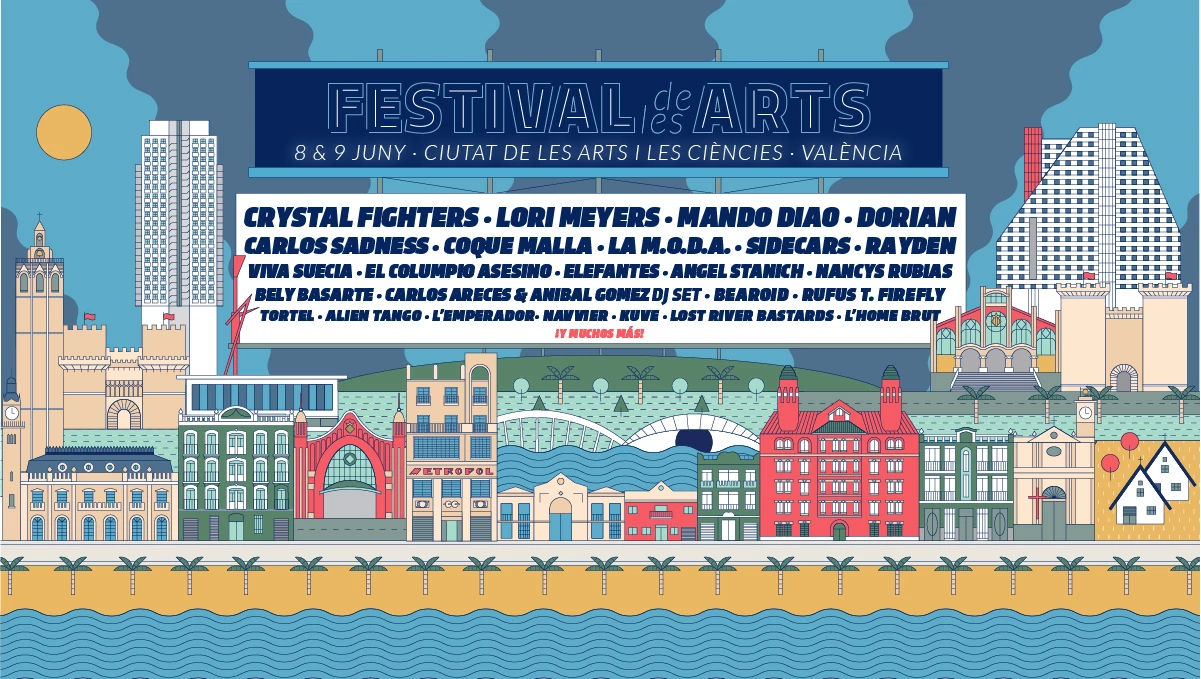 FESTIVAL de les ARTS
8 & 9 JUNY · CIUTAT DE LES ARTS I LES CIÈNCIES · VALÈNCIA
CRYSTAL FIGHTERS · LORI MEYERS · MANDO DIAO · DORIAN
CARLOS SADNESS · COQUE MALLA · LA M.O.D.A. · SIDECARS · RAYDEN
VIVA SUECIA · EL COLUMPIO ASESINO · ELEFANTES · ANGEL STANICH · NANCYS RUBIAS
BELY BASARTE · CARLOS ARECES & ANIBAL GOMEZ DJ SET · BEAROID · RUFUS T. FIREFLY
TORTEL · ALIEN TANGO · L'EMPERADOR· NAVVIER · KUVE · LOST RIVER BASTARDS · L'HOME BRUT
¡Y MUCHOS MÁS!
METROPOL